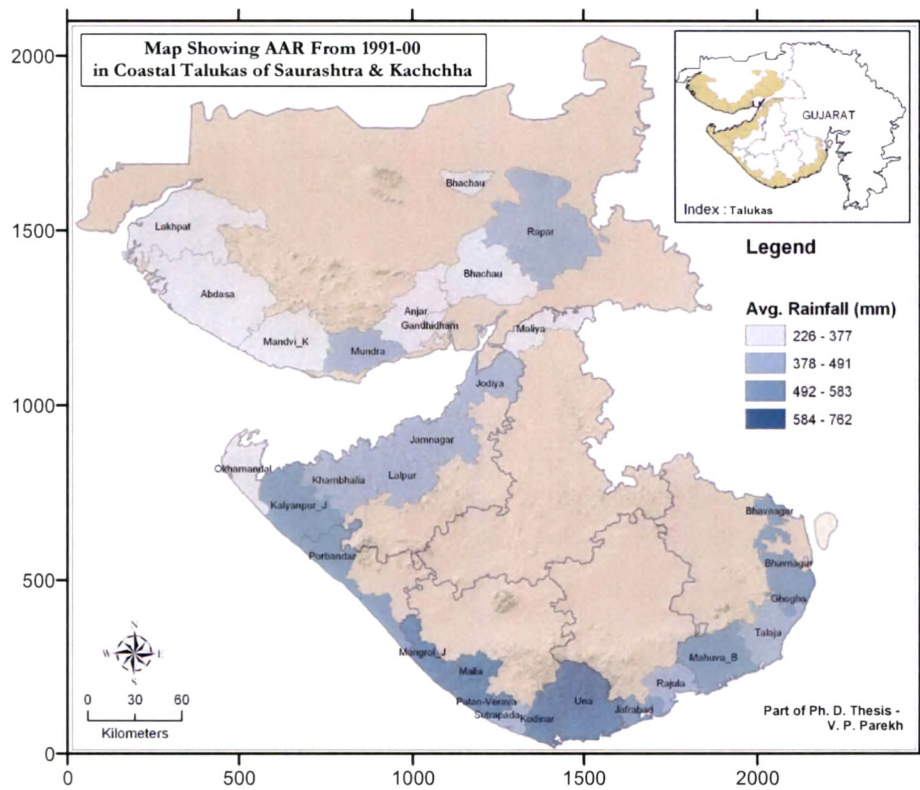 Map Showing AAR From 1991-00
in Coastal Talukas of Saurashtra & Kachchha
GUJARAT
Index : Talukas
Legend
Avg. Rainfall (mm)
226 - 377
378 - 491
492 - 583
584 - 762
Bhachau
Lakhpat
Rapar
Bhachau
Abdasa
Anjar
Gandhidham
Maliya
Mandvi_K
Mundra
Jodiya
Jamnagar
Okhamandal
Khambhalia
Lalpur
Kalyanpur_J
Bhavnagar
Porbandar
Bhavnagar
Ghogha
Talaja
Mangrol_J
Mahuva_B
Malia
Rajula
Patan-Veraval
Una
Jafrabad
Sutrapada
Kodinar
N
W E
S
0 30 60
Kilometers
Part of Ph. D. Thesis -
V. P. Parekh
2000
1500
1000
500
0
0 500 1000 1500 2000